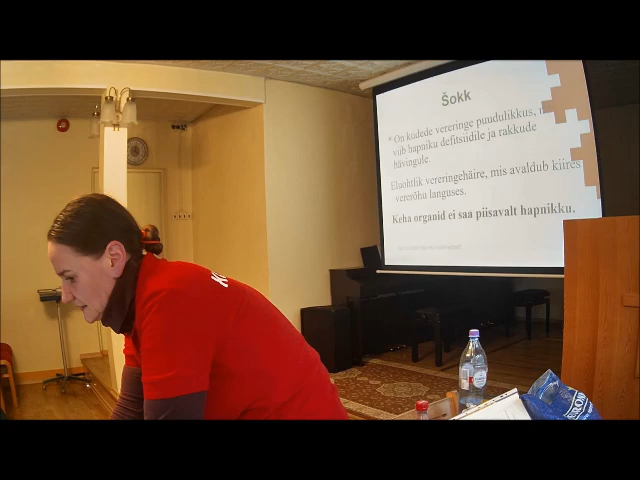 Šokk
* On kudede vereringe puudulikkus,
viib hapniku defitsiidile ja rakkude
hävingule.
Eluohtlik vereringehäire, mis avaldub kiires
vererõhu languses.
Keha organid ei saa piisavalt hapnikku.